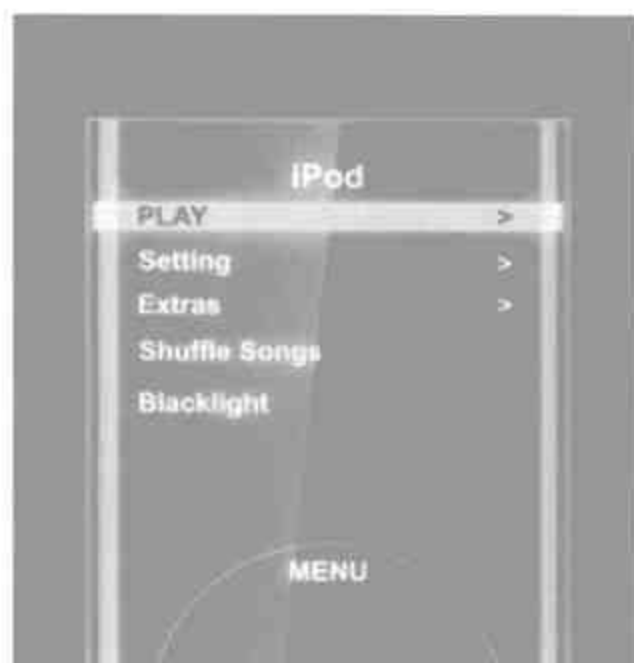 iPod
PLAY >
Setting >
Extras >
Shuffle Songs
Blacklight
MENU